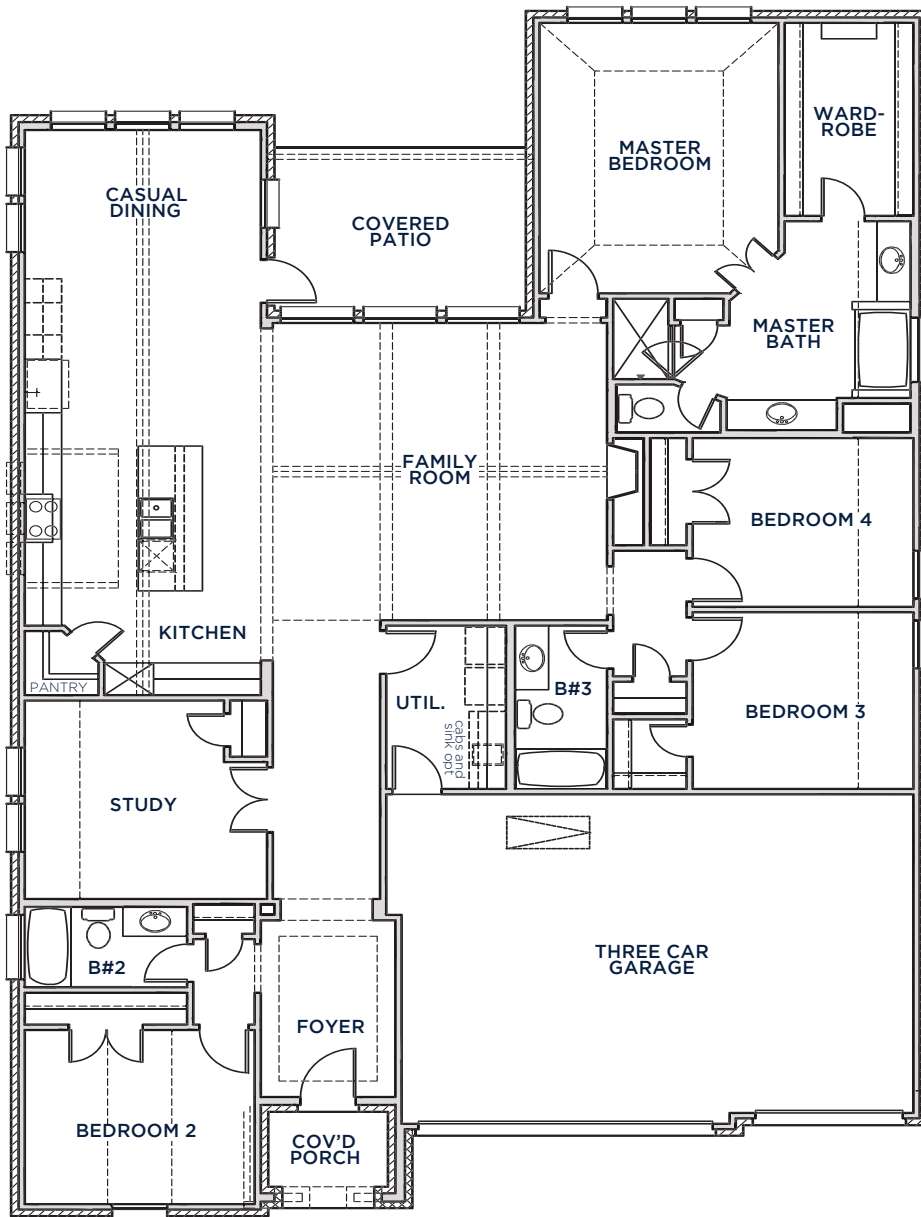 WARD-
ROBE
MASTER
BEDROOM
CASUAL
DINING
COVERED
PATIO
MASTER
BATH
FAMILY
ROOM
BEDROOM 4
KITCHEN
PANTRY
UTIL.
cabs and
sink opt
B#3
BEDROOM 3
STUDY
THREE CAR
GARAGE
B#2
FOYER
BEDROOM 2
COV'D
PORCH